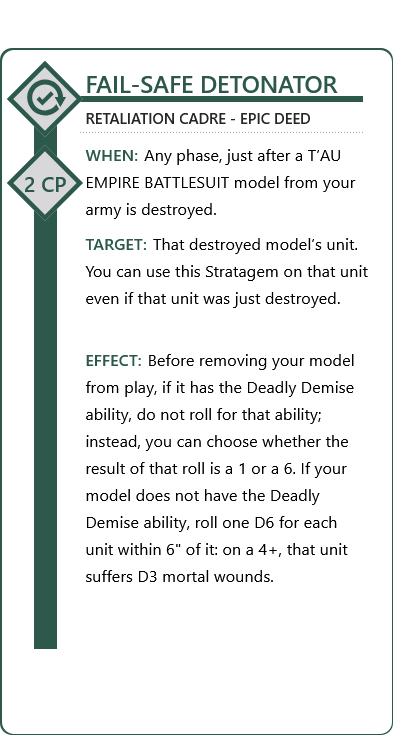 FAIL-SAFE DETONATOR
RETALIATION CADRE - EPIC DEED
2 CP
WHEN: Any phase, just after a T’AU
EMPIRE BATTLESUIT model from your
army is destroyed.
TARGET: That destroyed model’s unit.
You can use this Stratagem on that unit
even if that unit was just destroyed.
EFFECT: Before removing your model
from play, if it has the Deadly Demise
ability, do not roll for that ability;
instead, you can choose whether the
result of that roll is a 1 or a 6. If your
model does not have the Deadly
Demise ability, roll one D6 for each
unit within 6" of it: on a 4+, that unit
suffers D3 mortal wounds.